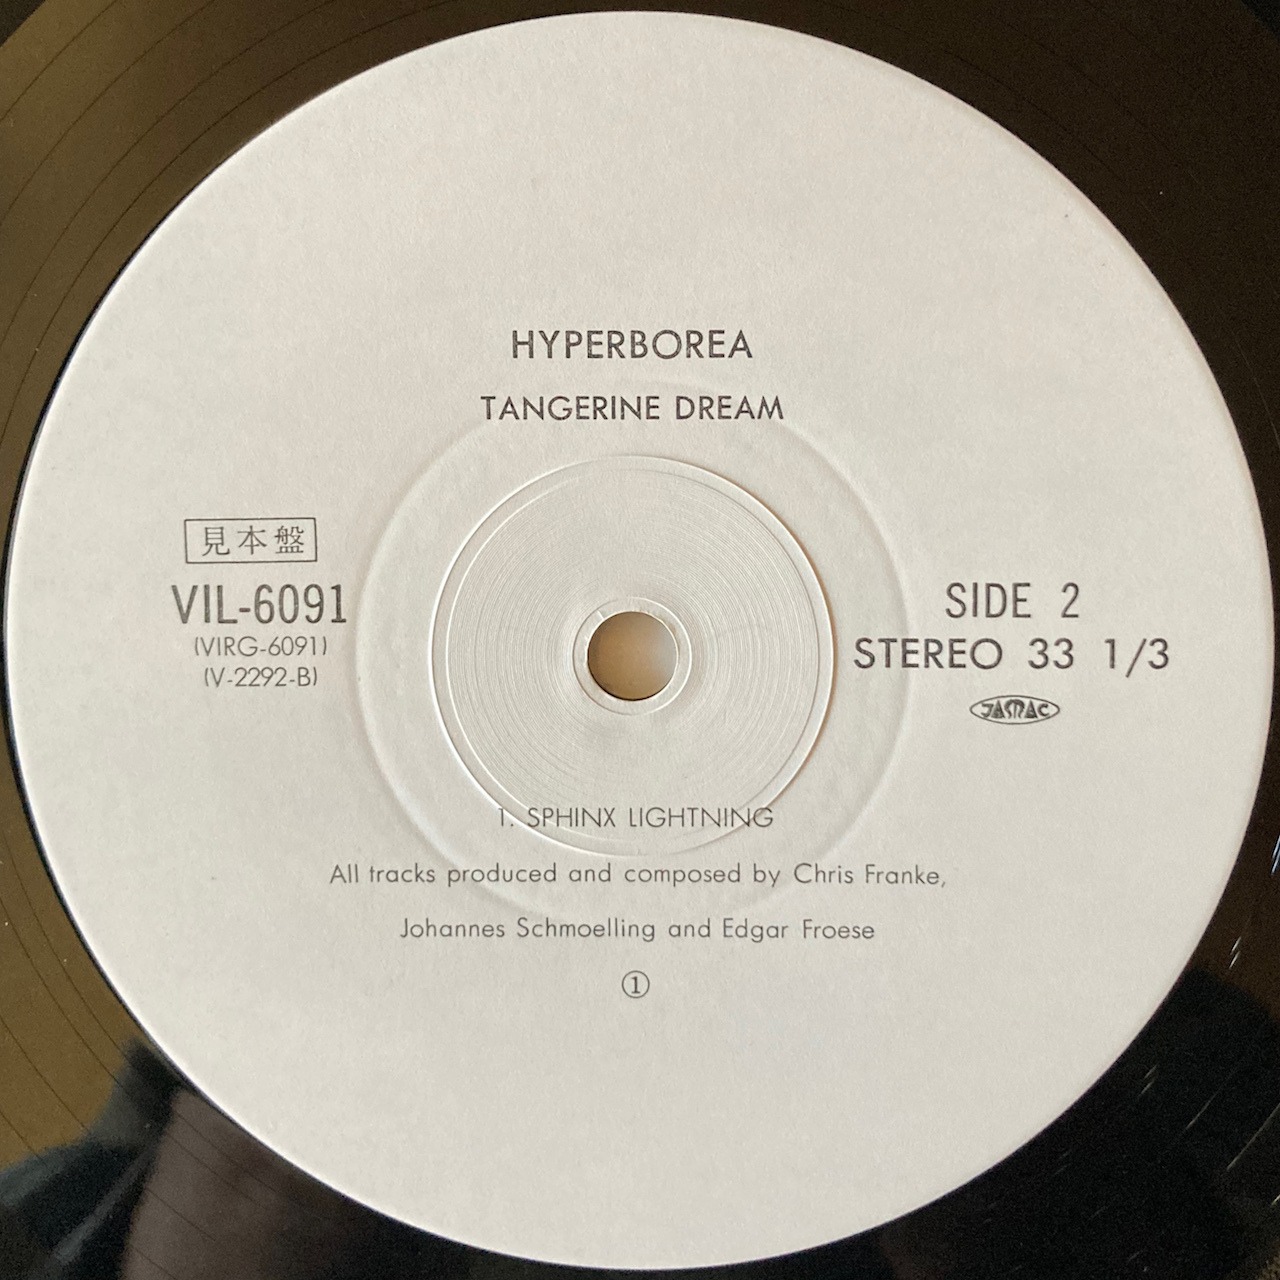 HYPERBOREA
TANGERINE DREAM
見本盤
VIL-6091
(VIRG-6091)
(V-2292-B)
SIDE 2
STEREO 33 1/3
JASRAC
1. SPHINX LIGHTNING
All tracks produced and composed by Chris Franke,
Johannes Schmoelling and Edgar Froese
①